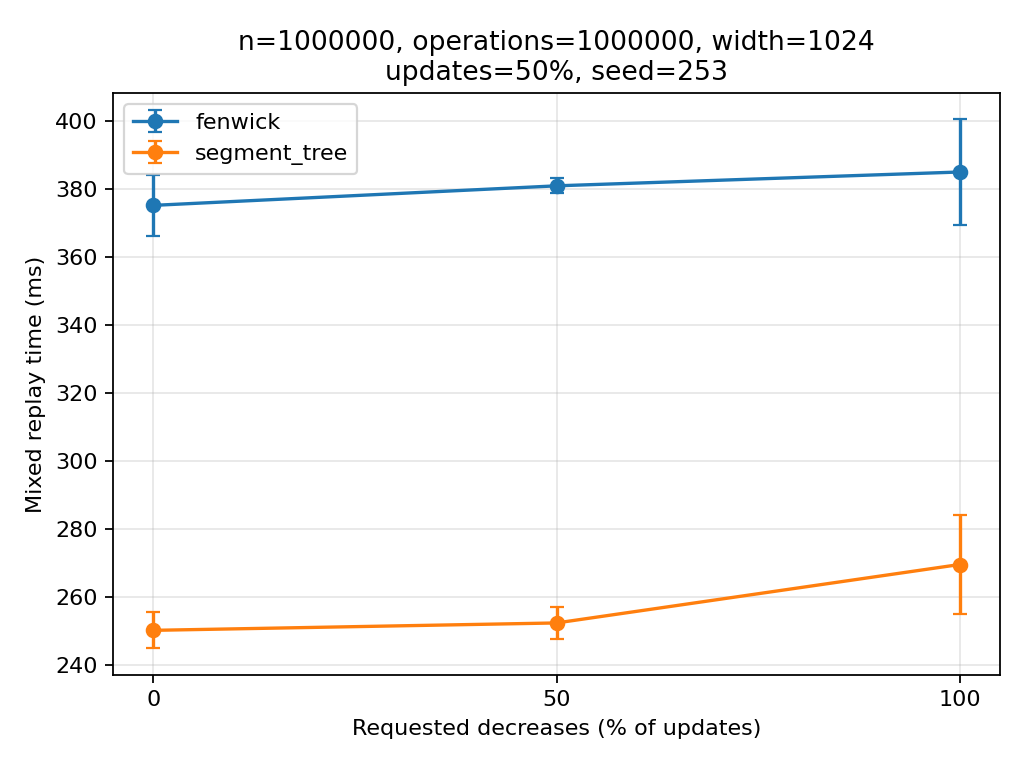 n=1000000, operations=1000000, width=1024
updates=50%, seed=253
fenwick
segment_tree
Mixed replay time (ms)
400
380
360
340
320
300
280
260
240
0
50
100
Requested decreases (% of updates)